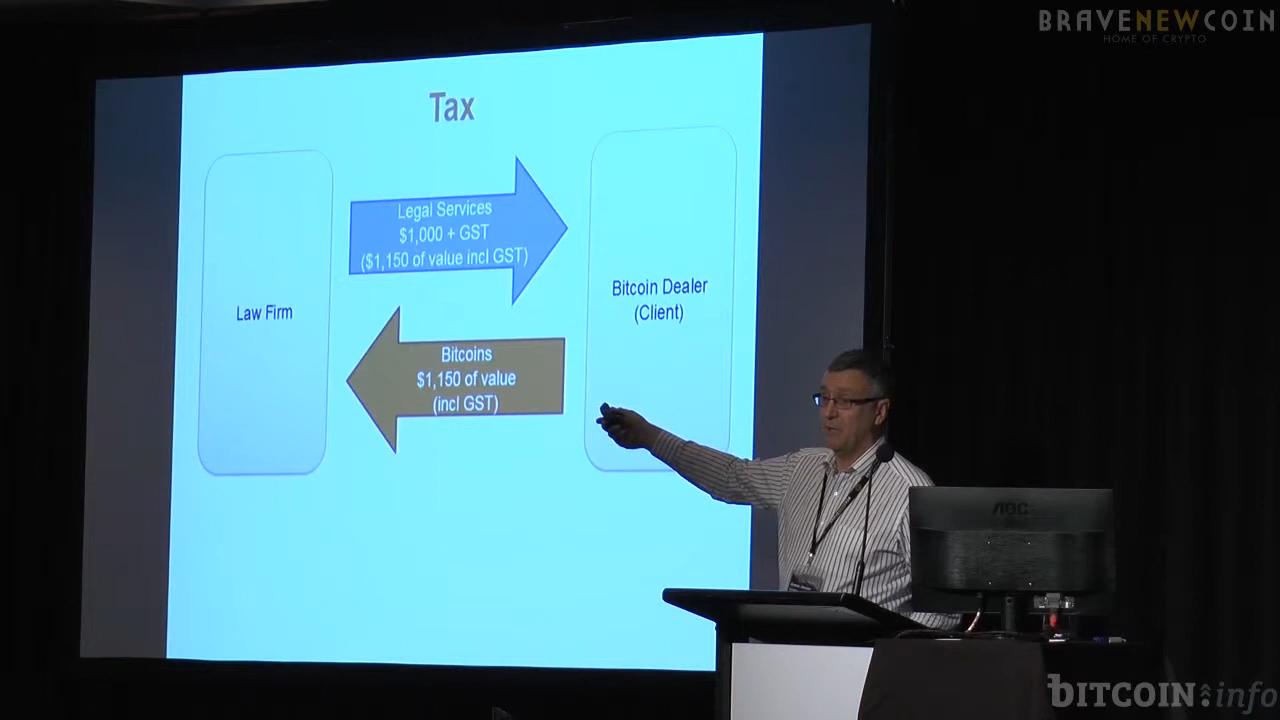 BRAVENEWCOIN
HOME OF CRYPTO
Tax
Legal Services
$1,000 + GST
($1,150 of value incl GST)
Law Firm
Bitcoin Dealer
(Client)
Bitcoins
$1,150 of value
(incl GST)
AOC
bITCOIN:info